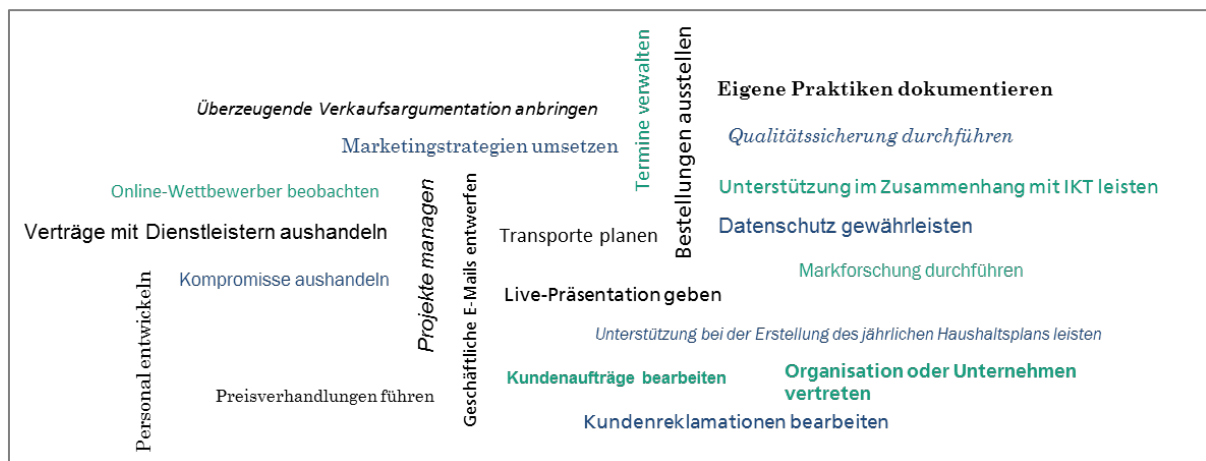 Überzeugende Verkaufsargumentation anbringen
Marketingstrategien umsetzen
Online-Wettbewerber beobachten
Verträge mit Dienstleistern aushandeln
Kompromisse aushandeln
Personal entwickeln
Preisverhandlungen führen
Projekte managen
Geschäftliche E-Mails entwerfen
Termine verwalten
Bestellungen ausstellen
Transporte planen
Live-Präsentation geben
Eigene Praktiken dokumentieren
Qualitätssicherung durchführen
Unterstützung im Zusammenhang mit IKT leisten
Datenschutz gewährleisten
Markforschung durchführen
Unterstützung bei der Erstellung des jährlichen Haushaltsplans leisten
Kundenaufträge bearbeiten
Organisation oder Unternehmen
vertreten
Kundenreklamationen bearbeiten